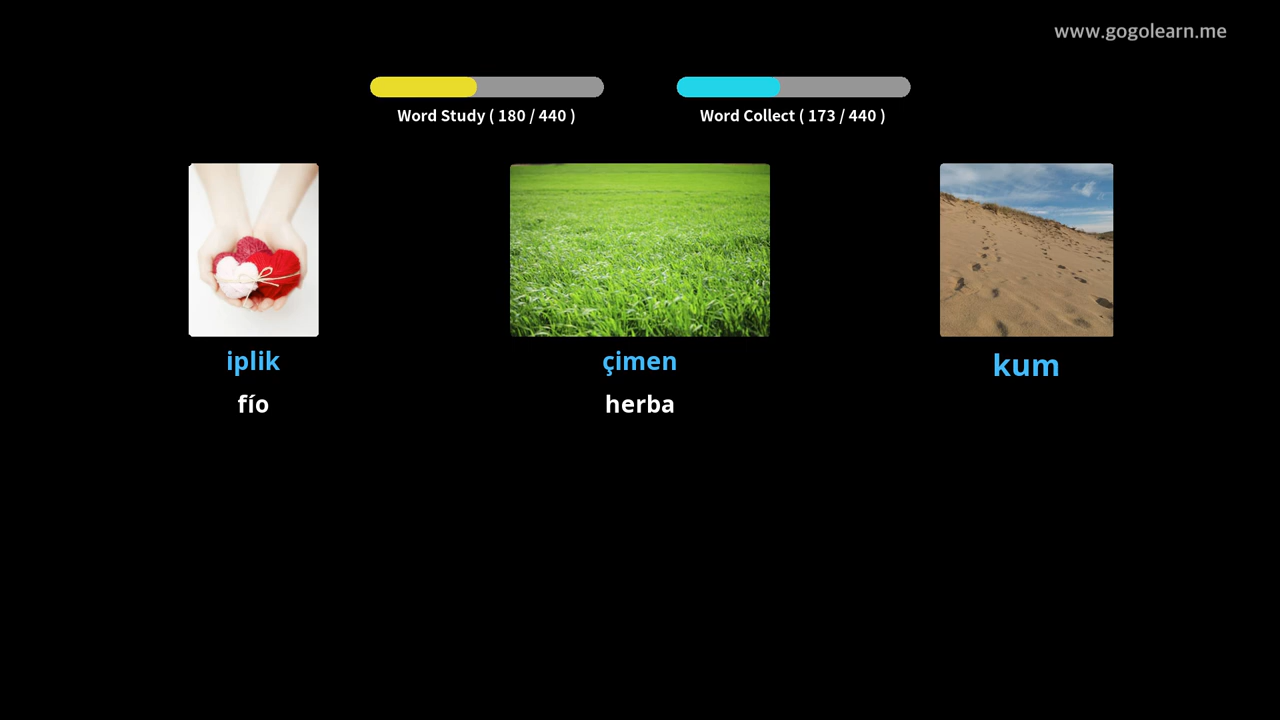 www.gogolearn.me
Word Study ( 180 / 440 )
Word Collect ( 173 / 440 )
iplik
çimen
kum
fío
herba